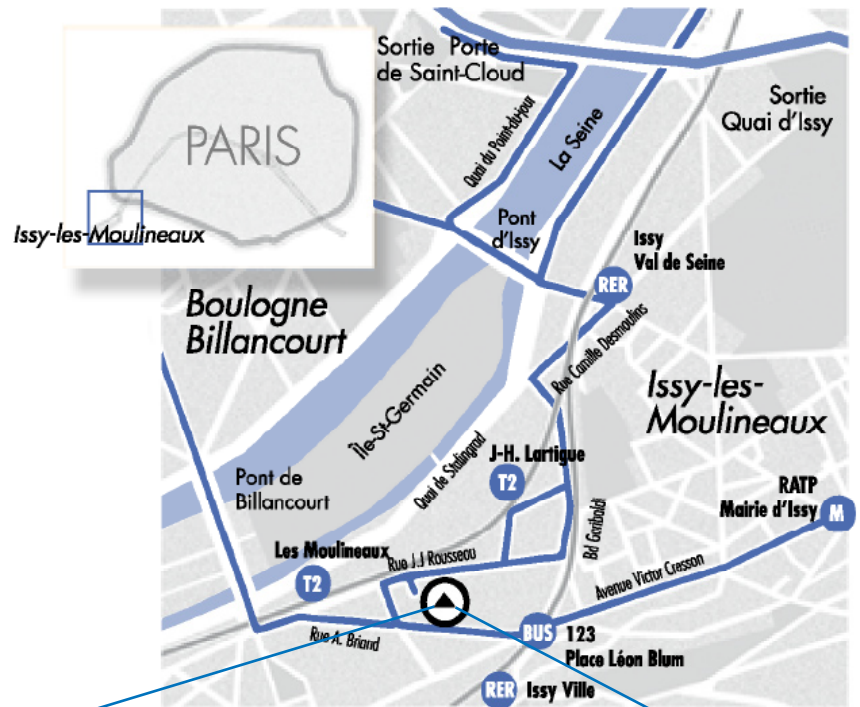 PARIS
Issy-les-Moulineaux
Sortie Porte
de Saint-Cloud
Quai du Point-du-jour
La Seine
Sortie
Quai d'Issy
Pont
d'Issy
Issy
Val de Seine
RER
Boulogne
Billancourt
Rue Camille Desmoulins
Île-St-Germain
Issy-les-
Moulineaux
J-H. Lartigue
T2
Quai de Stalingrad
Pont de
Billancourt
RATP
Mairie d'Issy
M
Bd Garibaldi
Les Moulineaux
T2
Rue J.J Rousseau
Avenue Victor Cresson
Rue A. Briand
BUS
123
Place Léon Blum
RER
Issy Ville